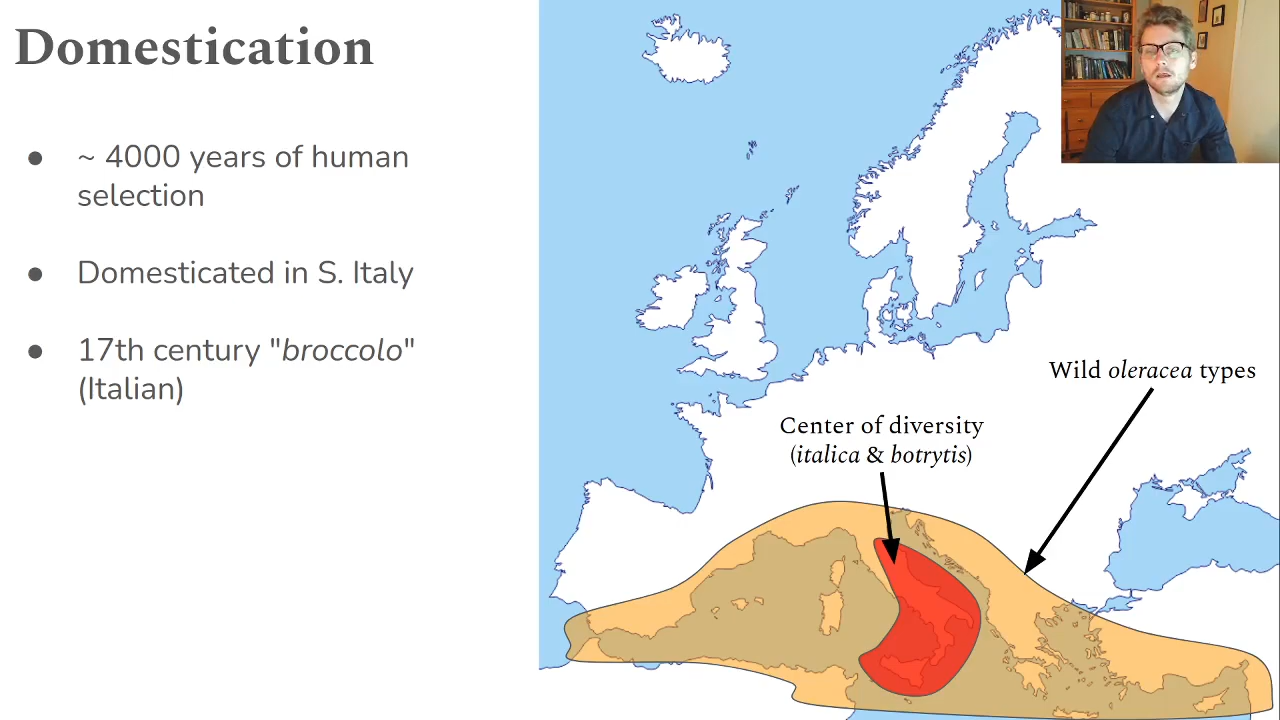 Domestication
● ~ 4000 years of human
selection
● Domesticated in S. Italy
● 17th century "broccolo"
(Italian)
Wild oleracea types
Center of diversity
(italica & botrytis)